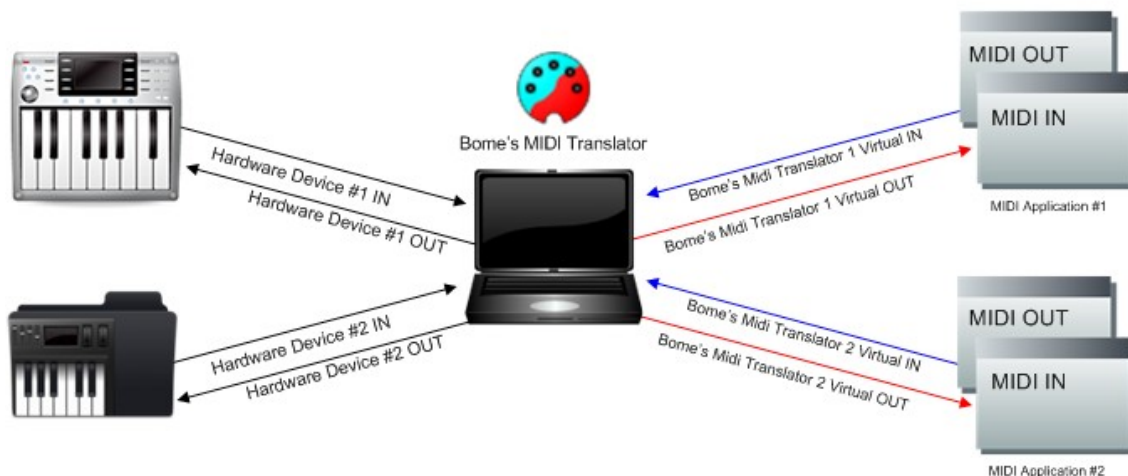 MIDI OUT
MIDI IN
MIDI Application #1
Bome's MIDI Translator
Hardware Device #1 IN
Hardware Device #1 OUT
Bome's Midi Translator 1 Virtual IN
Bome's Midi Translator 1 Virtual OUT
Hardware Device #2 IN
Hardware Device #2 OUT
Bome's Midi Translator 2 Virtual IN
Bome's Midi Translator 2 Virtual OUT
MIDI OUT
MIDI IN
MIDI Application #2